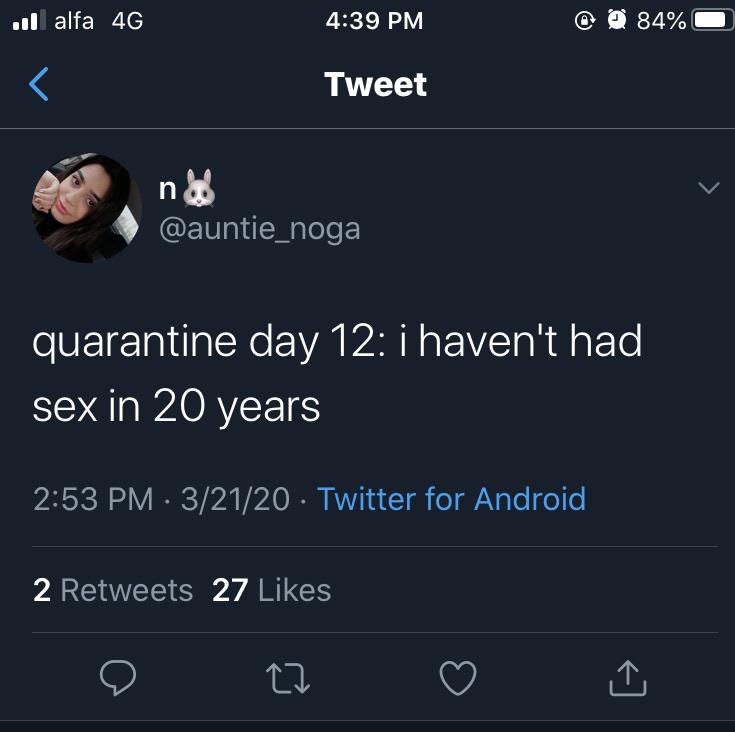 alfa 4G 4:39 PM 84%
Tweet
n🐰
@auntie_noga
quarantine day 12: i haven't had
sex in 20 years
2:53 PM · 3/21/20 · Twitter for Android
2 Retweets 27 Likes